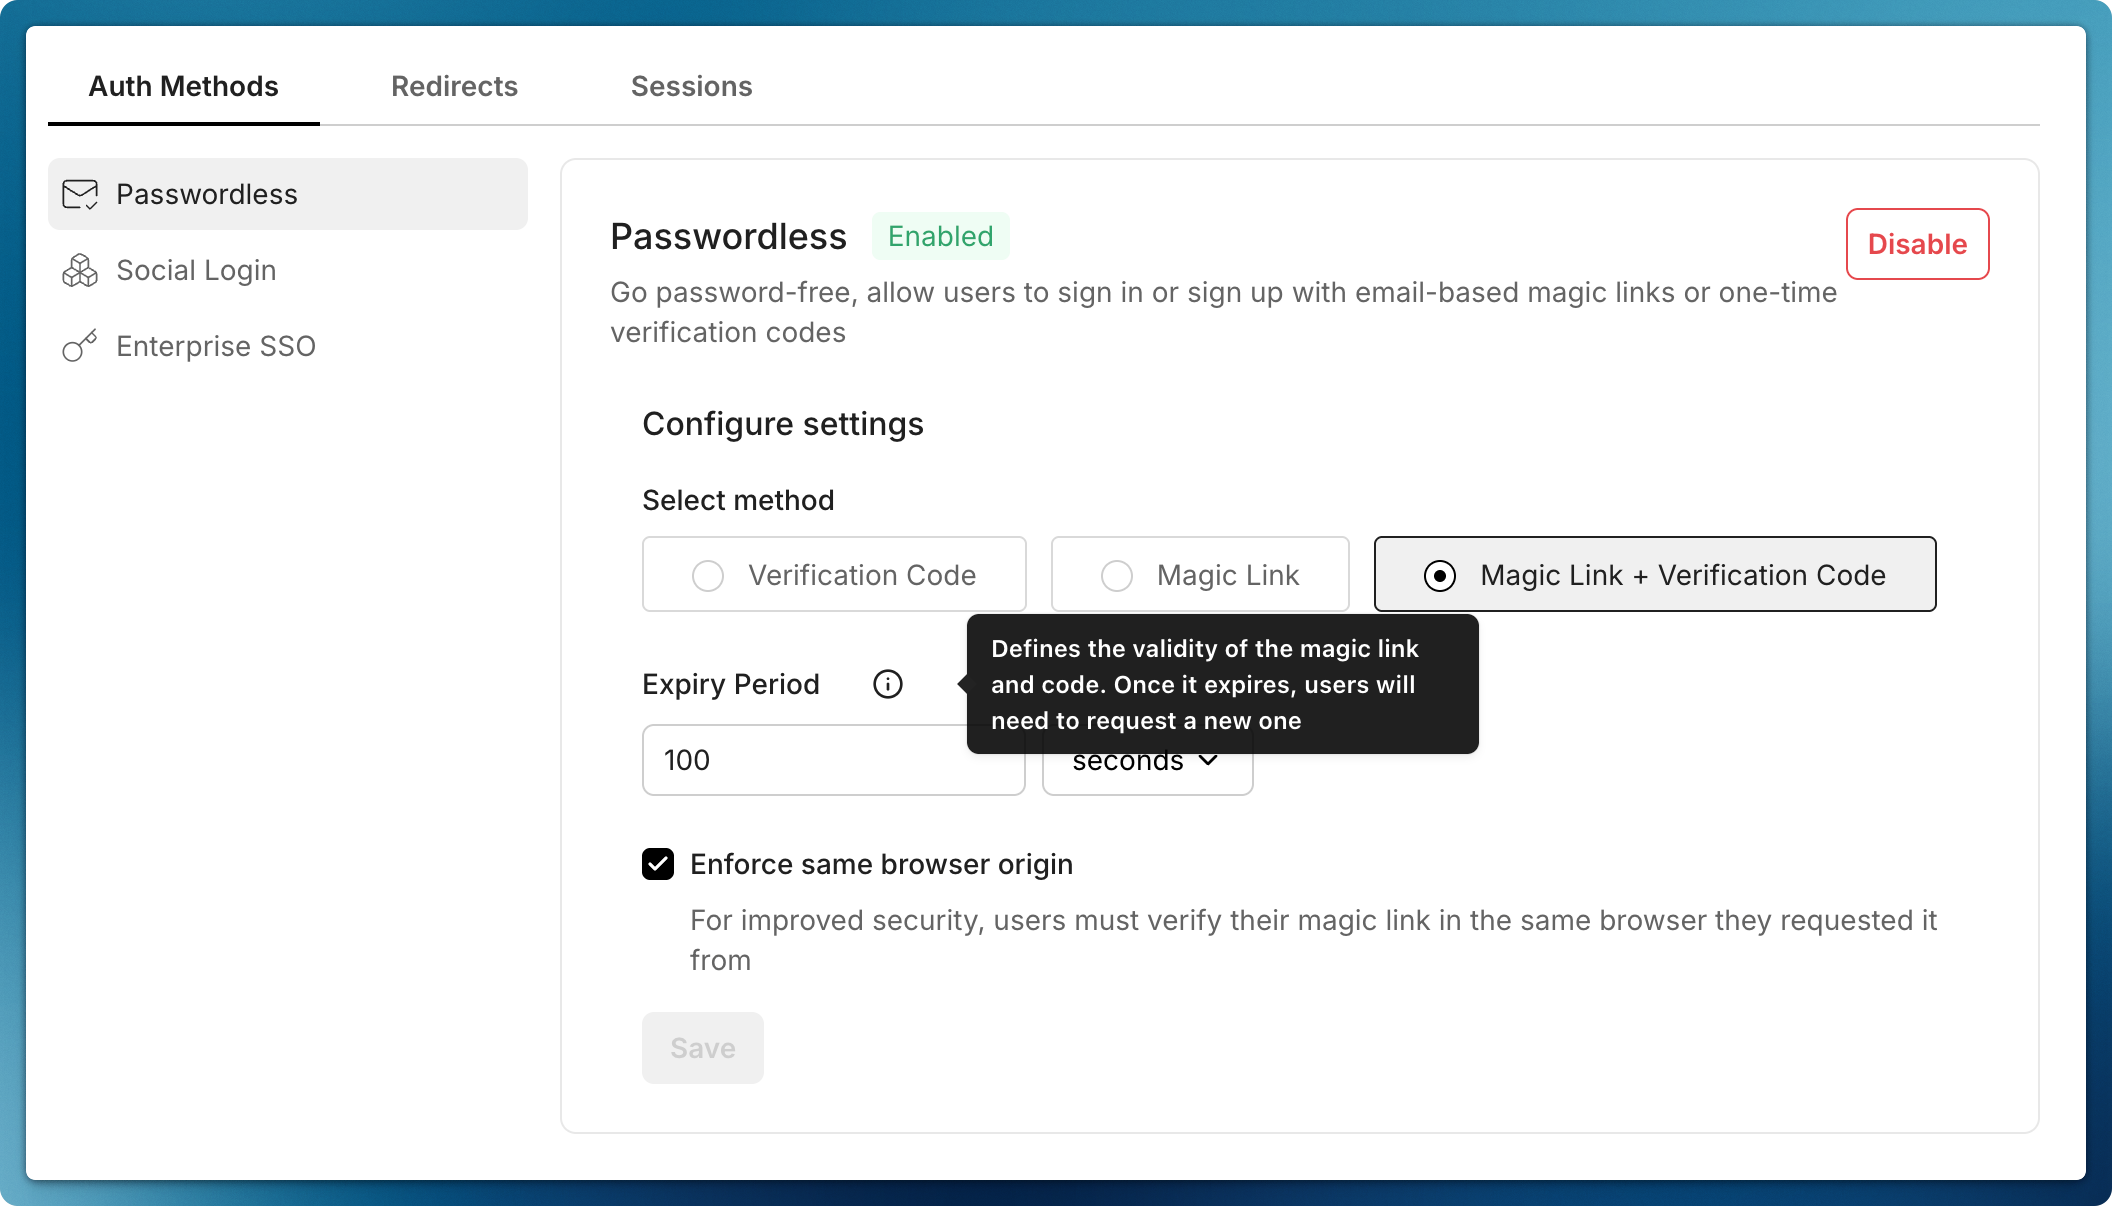 Auth Methods
Redirects
Sessions
Passwordless
Social Login
Enterprise SSO
Passwordless
Enabled
Disable
Go password-free, allow users to sign in or sign up with email-based magic links or one-time
verification codes
Configure settings
Select method
Verification Code
Magic Link
Magic Link + Verification Code
Expiry Period
Defines the validity of the magic link
and code. Once it expires, users will
need to request a new one
100
seconds
Enforce same browser origin
For improved security, users must verify their magic link in the same browser they requested it
from
Save